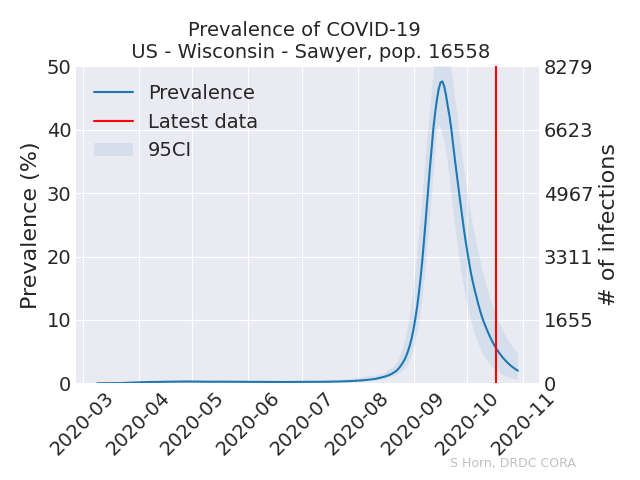 Prevalence of COVID-19
US - Wisconsin - Sawyer, pop. 16558
Prevalence
Latest data
95CI
Prevalence (%)
50
40
30
20
10
0
8279
6623
4967
3311
1655
0
# of infections
2020-03
2020-04
2020-05
2020-06
2020-07
2020-08
2020-09
2020-10
2020-11
S Horn, DRDC CORA